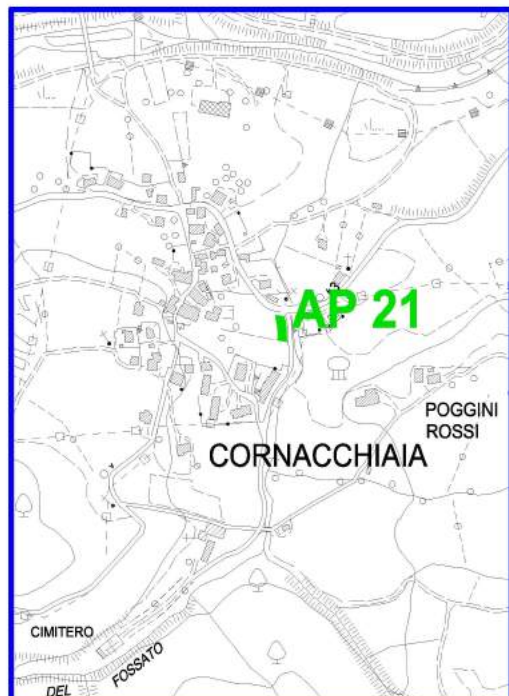 AP 21
POGGINI
ROSSI
CORNACCHIAIA
CIMITERO
DEL FOSSATO